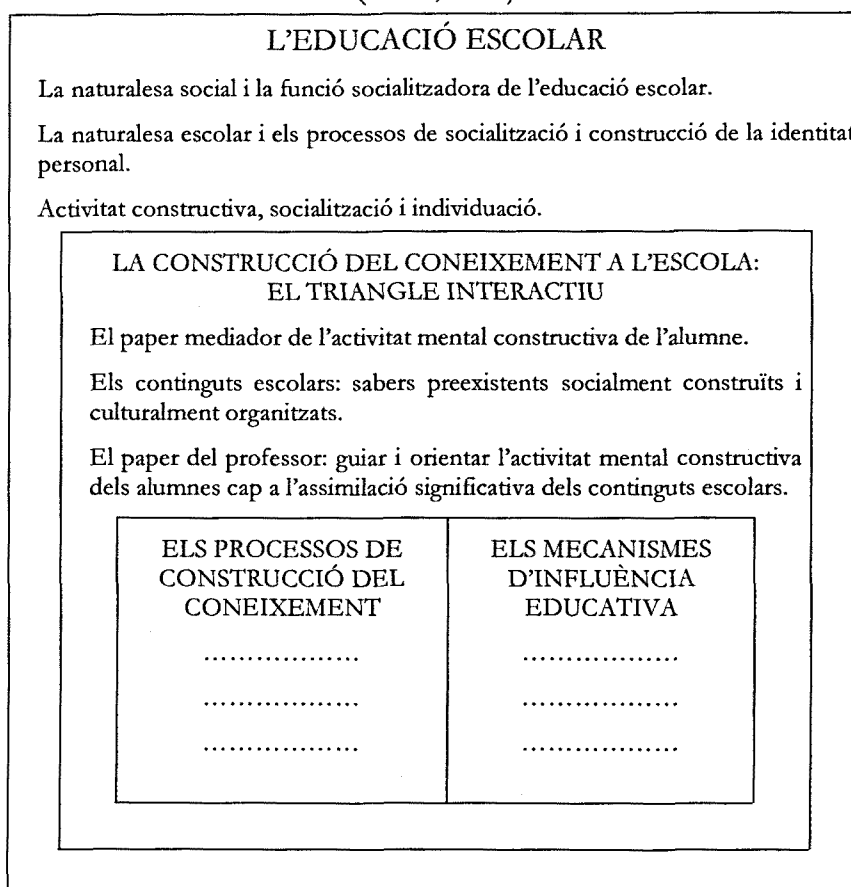 L'EDUCACIÓ ESCOLAR
La naturalesa social i la funció socialitzadora de l'educació escolar.
La naturalesa escolar i els processos de socialització i construcció de la identitat
personal.
Activitat constructiva, socialització i individuació.
LA CONSTRUCCIÓ DEL CONEIXEMENT A L'ESCOLA:
EL TRIANGLE INTERACTIU
El paper mediador de l'activitat mental constructiva de l'alumne.
Els continguts escolars: sabers preexistents socialment construïts i
culturalment organitzats.
El paper del professor: guiar i orientar l'activitat mental constructiva
dels alumnes cap a l'assimilació significativa dels continguts escolars.
ELS PROCESSOS DE
CONSTRUCCIÓ DEL
CONEIXEMENT
..................
..................
..................
ELS MECANISMES
D'INFLUÈNCIA
EDUCATIVA
..................
..................
..................